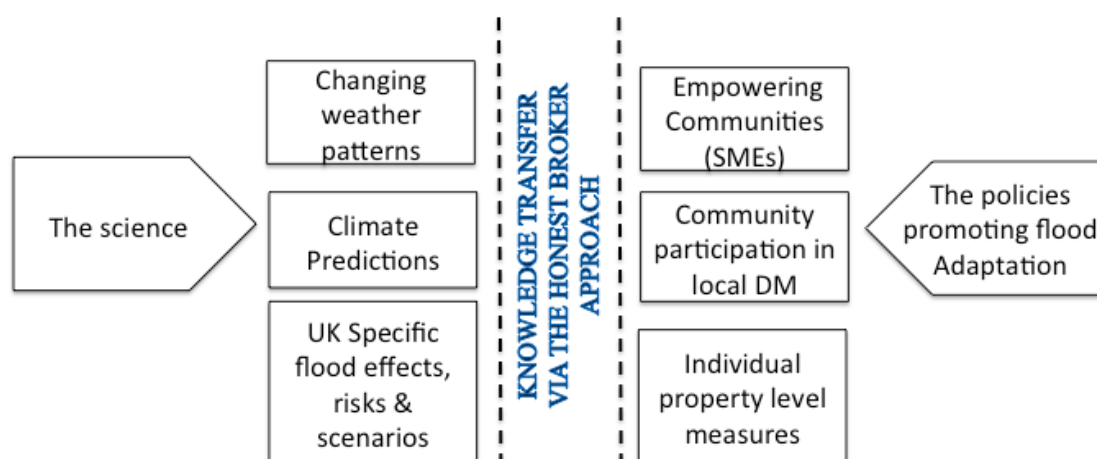 The science
Changing
weather
patterns
Climate
Predictions
UK Specific
flood effects,
risks &
scenarios
KNOWLEDGE TRANSFER
VIA THE HONEST BROKER
APPROACH
Empowering
Communities
(SMEs)
Community
participation in
local DM
Individual
property level
measures
The policies
promoting flood
Adaptation